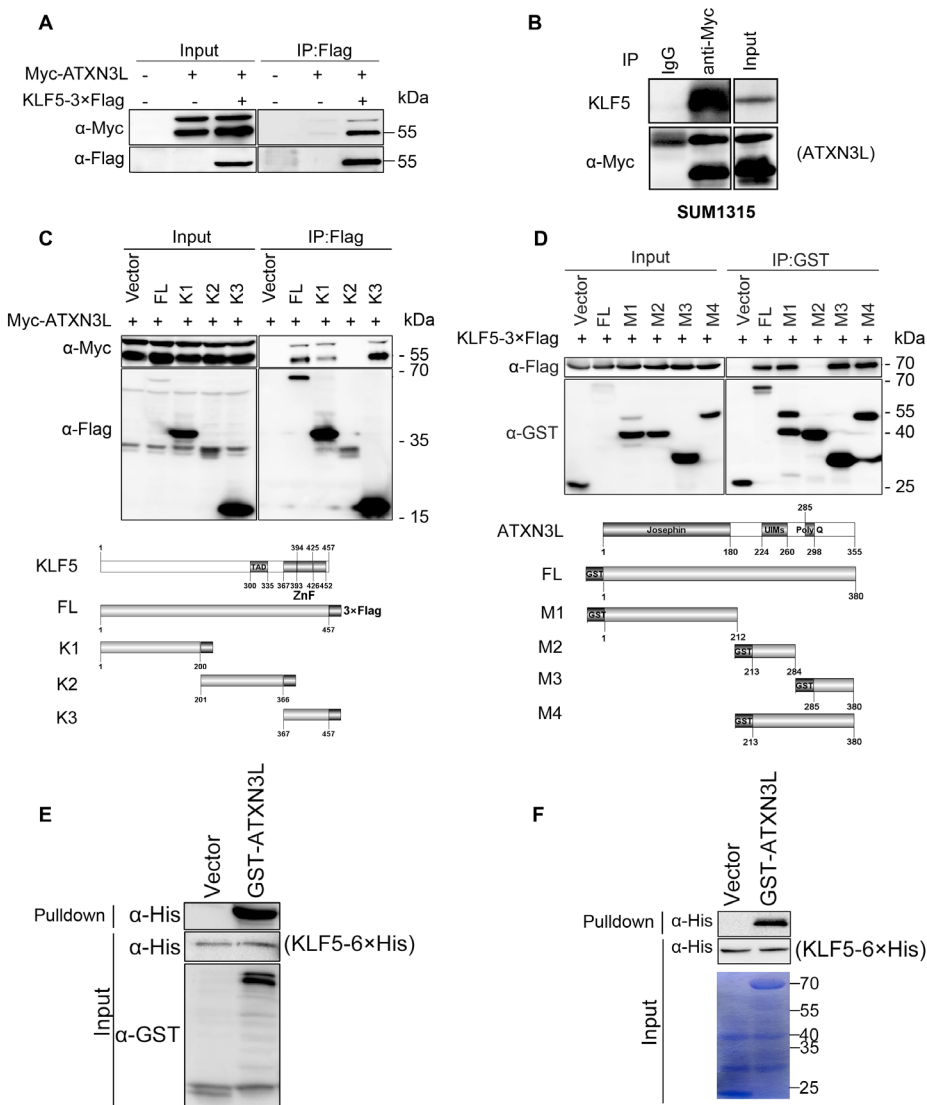 A
Input IP:Flag
Myc-ATXN3L - + + - + +
KLF5-3×Flag - - + - - + kDa
α-Myc 55
α-Flag 55
B
IP IgG anti-Myc Input
KLF5
α-Myc (ATXN3L)
SUM1315
C
Input IP:Flag
Vector FL K1 K2 K3 Vector FL K1 K2 K3
Myc-ATXN3L + + + + + + + + + + kDa
α-Myc - 55
- 70
α-Flag - 35
- 15
1 394 425 457
KLF5 TAD
300 335 367 393 426 452
ZnF
FL 3×Flag
457
K1
1 200
K2
201 366
K3
367 457
D
Input IP:GST
Vector FL M1 M2 M3 M4 Vector FL M1 M2 M3 M4
KLF5-3×Flag + + + + + + + + + + + + kDa
α-Flag - 70
- 70
- 55
α-GST - 40
- 25
285
ATXN3L Josephin UIMs Poly Q
1 180 224 260 298 355
FL GST
1 380
M1 GST
1 212
M2 GST
213 284
M3 GST
285 380
M4 GST
213 380
E
Vector GST-ATXN3L
Pulldown α-His
α-His (KLF5-6×His)
Input α-GST
F
Vector GST-ATXN3L
Pulldown α-His
α-His (KLF5-6×His)
Input
70
55
40
35
25